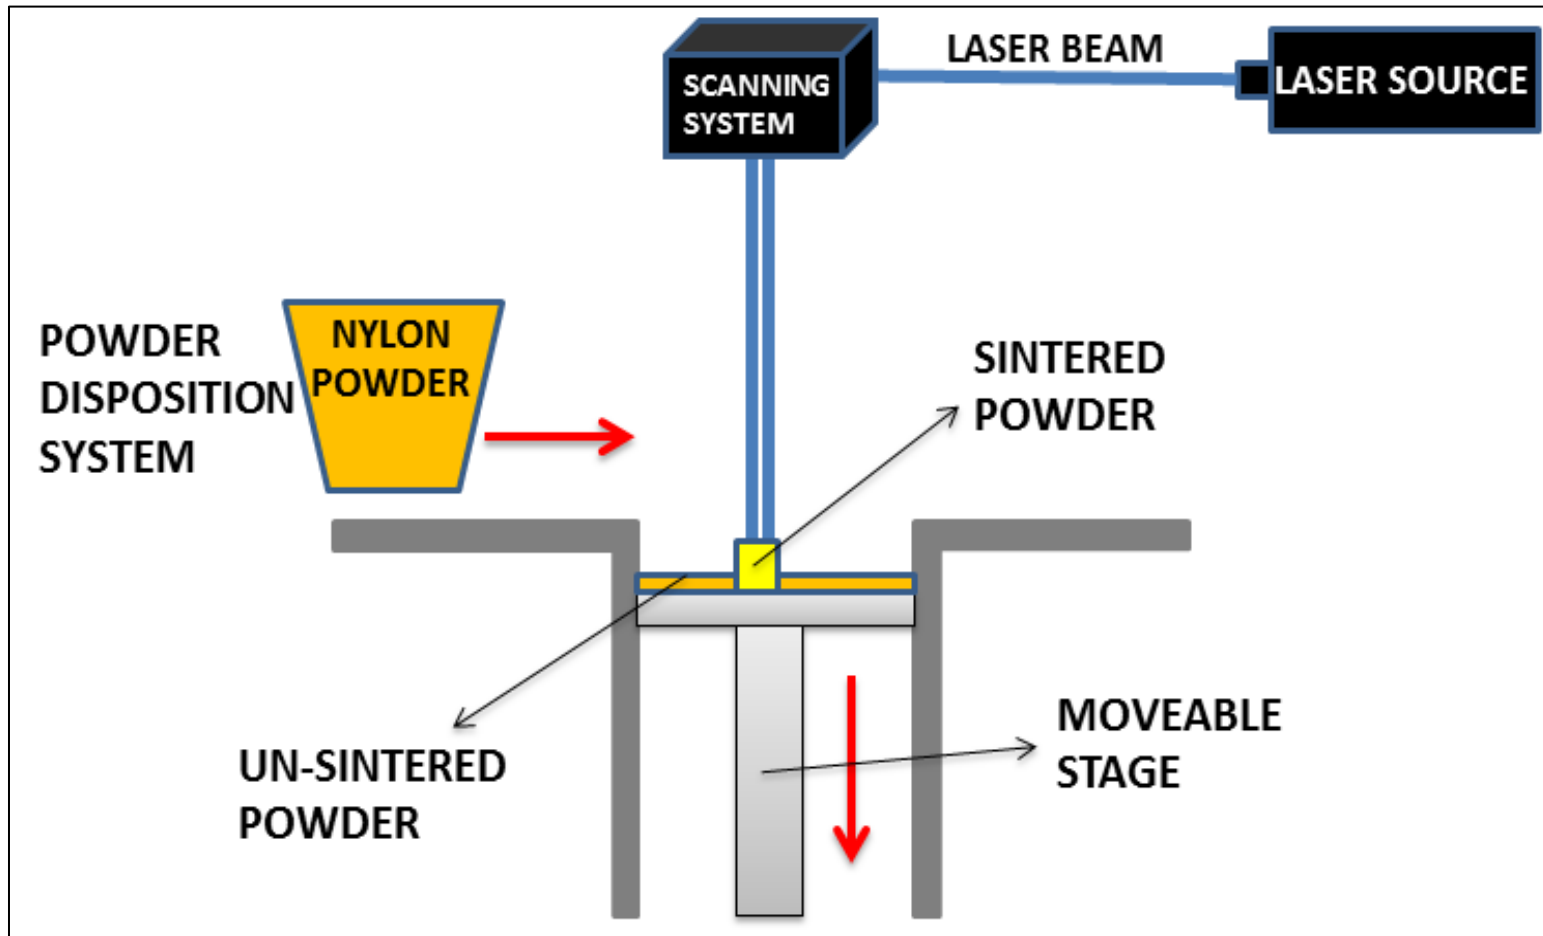 LASER BEAM
SCANNING
SYSTEM
LASER SOURCE
POWDER
DISPOSITION
SYSTEM
NYLON
POWDER
SINTERED
POWDER
UN-SINTERED
POWDER
MOVEABLE
STAGE